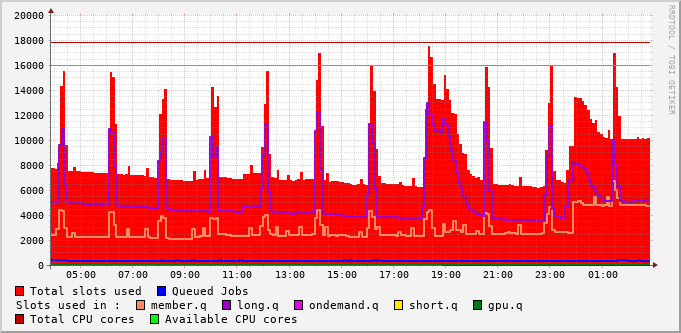 20000
18000
16000
14000
12000
10000
8000
6000
4000
2000
0
05:00 07:00 09:00 11:00 13:00 15:00 17:00 19:00 21:00 23:00 01:00
RRDTOOL / TOBI OETIKER
Total slots used Queued Jobs
Slots used in : member.q long.q ondemand.q short.q gpu.q
Total CPU cores Available CPU cores